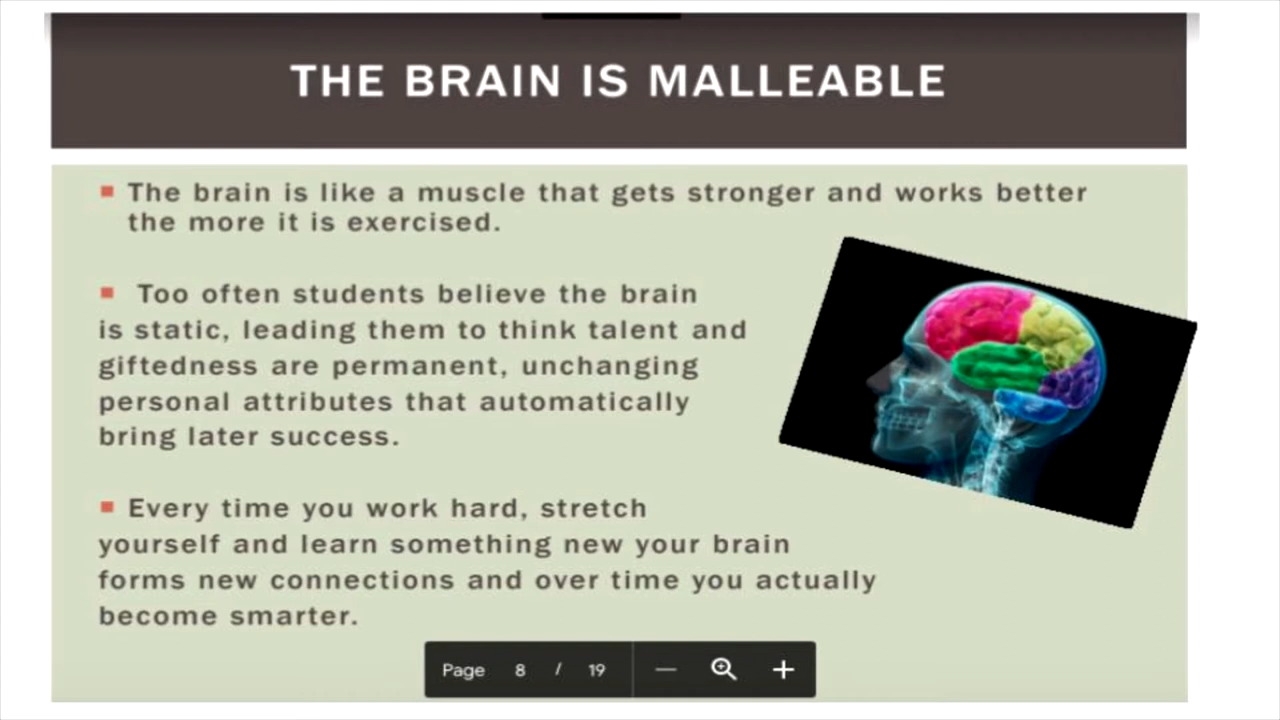 THE BRAIN IS MALLEABLE
The brain is like a muscle that gets stronger and works better
the more it is exercised.
Too often students believe the brain
is static, leading them to think talent and
giftedness are permanent, unchanging
personal attributes that automatically
bring later success.
Every time you work hard, stretch
yourself and learn something new your brain
forms new connections and over time you actually
become smarter.
Page 8 / 19